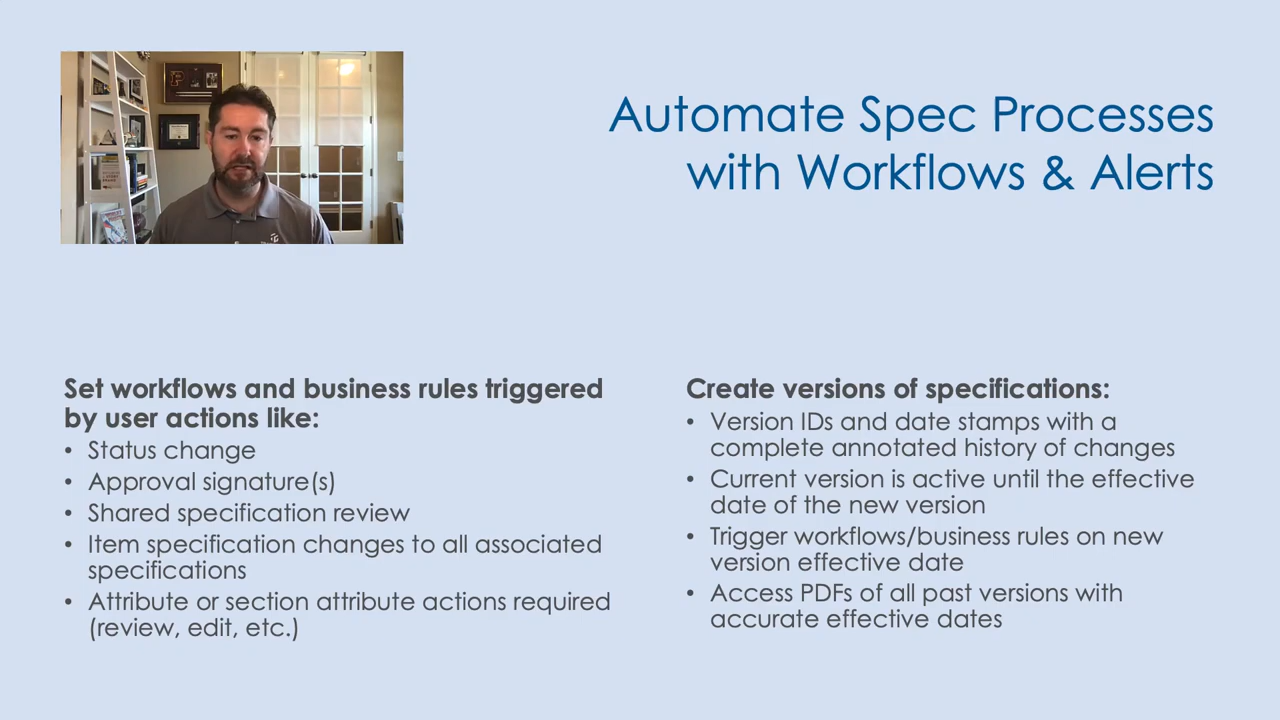 Automate Spec Processes
with Workflows & Alerts
P
Set workflows and business rules triggered
by user actions like:
• Status change
• Approval signature(s)
• Shared specification review
• Item specification changes to all associated
specifications
• Attribute or section attribute actions required
(review, edit, etc.)
Create versions of specifications:
• Version IDs and date stamps with a
complete annotated history of changes
• Current version is active until the effective
date of the new version
• Trigger workflows/business rules on new
version effective date
• Access PDFs of all past versions with
accurate effective dates